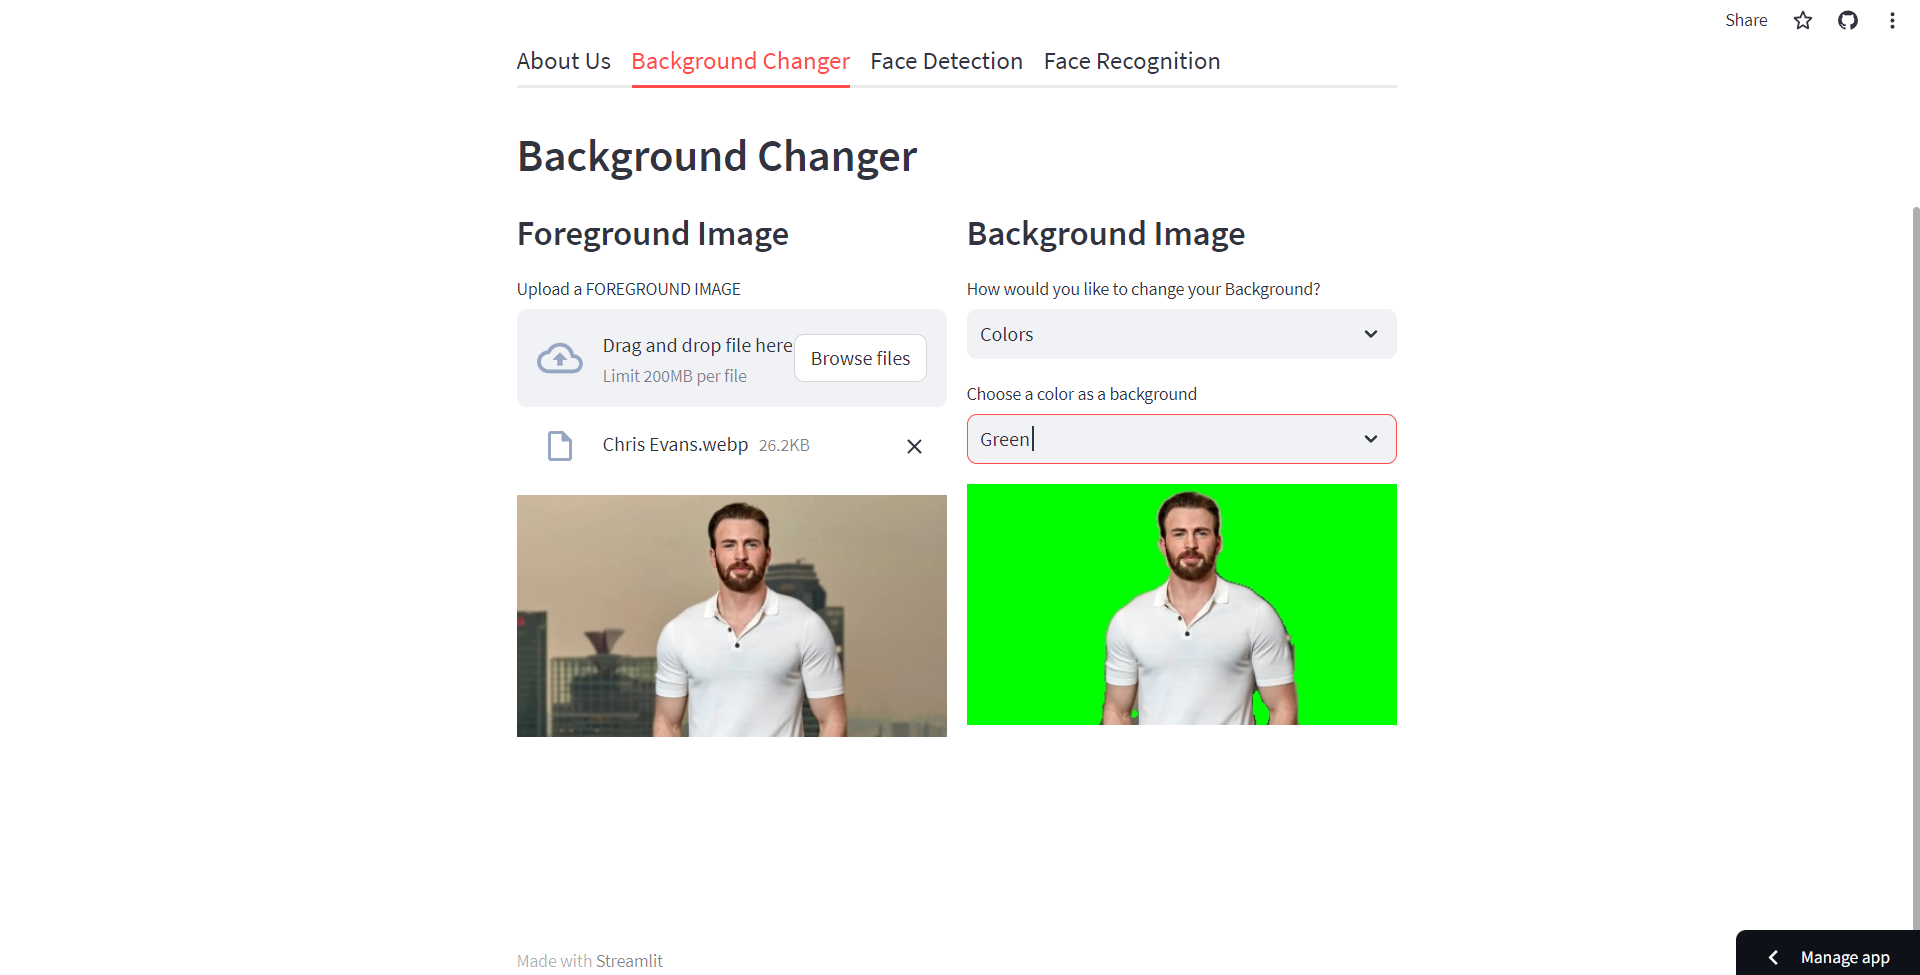 Share
About Us
Background Changer
Face Detection
Face Recognition
Background Changer
Foreground Image
Upload a FOREGROUND IMAGE
Drag and drop file here
Limit 200MB per file
Browse files
Chris Evans.webp 26.2KB
Background Image
How would you like to change your Background?
Colors
Choose a color as a background
Green
Made with Streamlit
Manage app